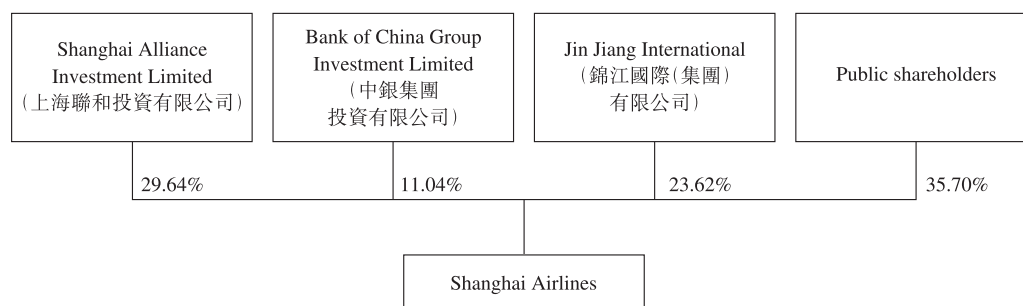 Shanghai Alliance
Investment Limited
(上海聯和投資有限公司)
Bank of China Group
Investment Limited
(中銀集團
投資有限公司)
Jin Jiang International
(錦江國際(集團)
有限公司)
Public shareholders
29.64%
11.04%
23.62%
35.70%
Shanghai Airlines